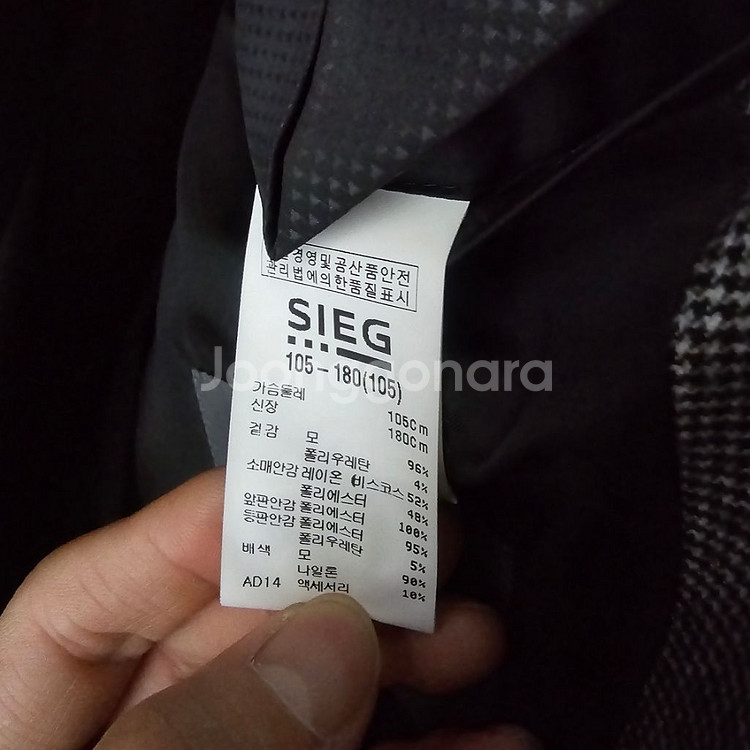 경영및공산품안전
관리법에의한품질표시
SIEG
105-180(105)
Joonggonara
가슴둘레 105cm
신장 180cm
겉감 모 96%
폴리우레탄 4%
소매안감 레이온 (비스코스 52%
폴리에스터 48%
앞판안감 폴리에스터 100%
등판안감 폴리에스터 95%
폴리우레탄 5%
배색 모 90%
나일론 10%
AD14 액세서리